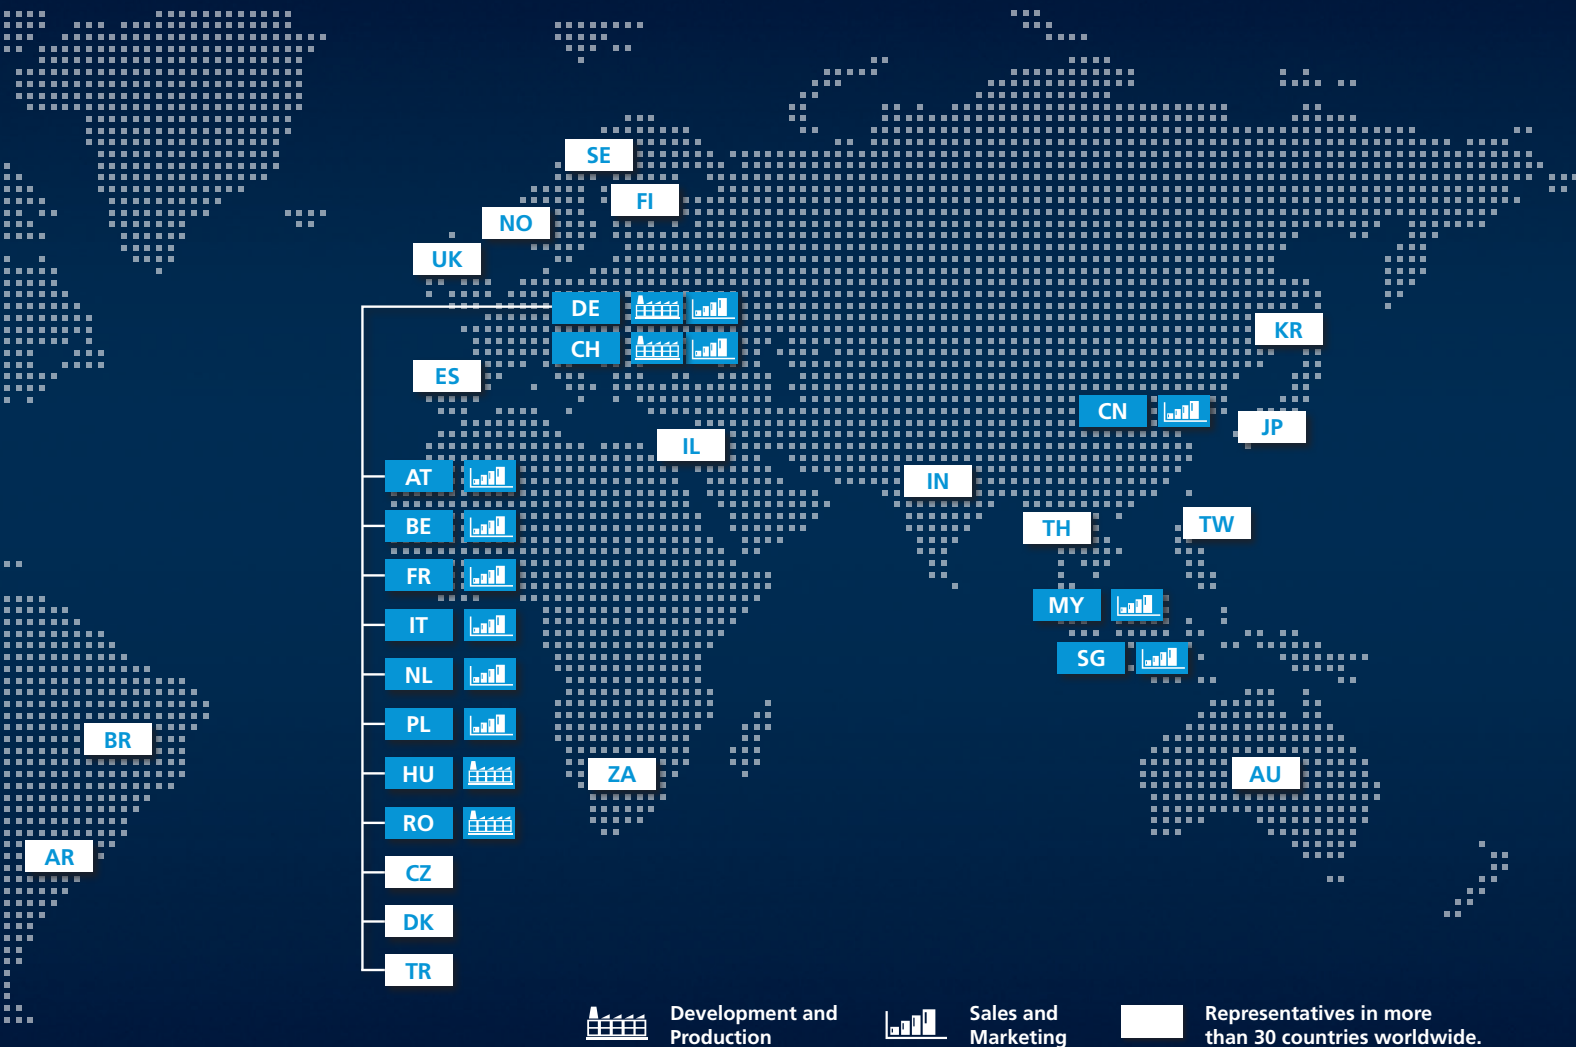 SE
FI
NO
UK
DE
CH
KR
ES
CN
JP
IL
AT
IN
BE
TH
TW
FR
MY
IT
SG
NL
PL
BR
HU
ZA
AU
RO
AR
CZ
DK
TR
Development and
Production
Sales and
Marketing
Representatives in more
than 30 countries worldwide.